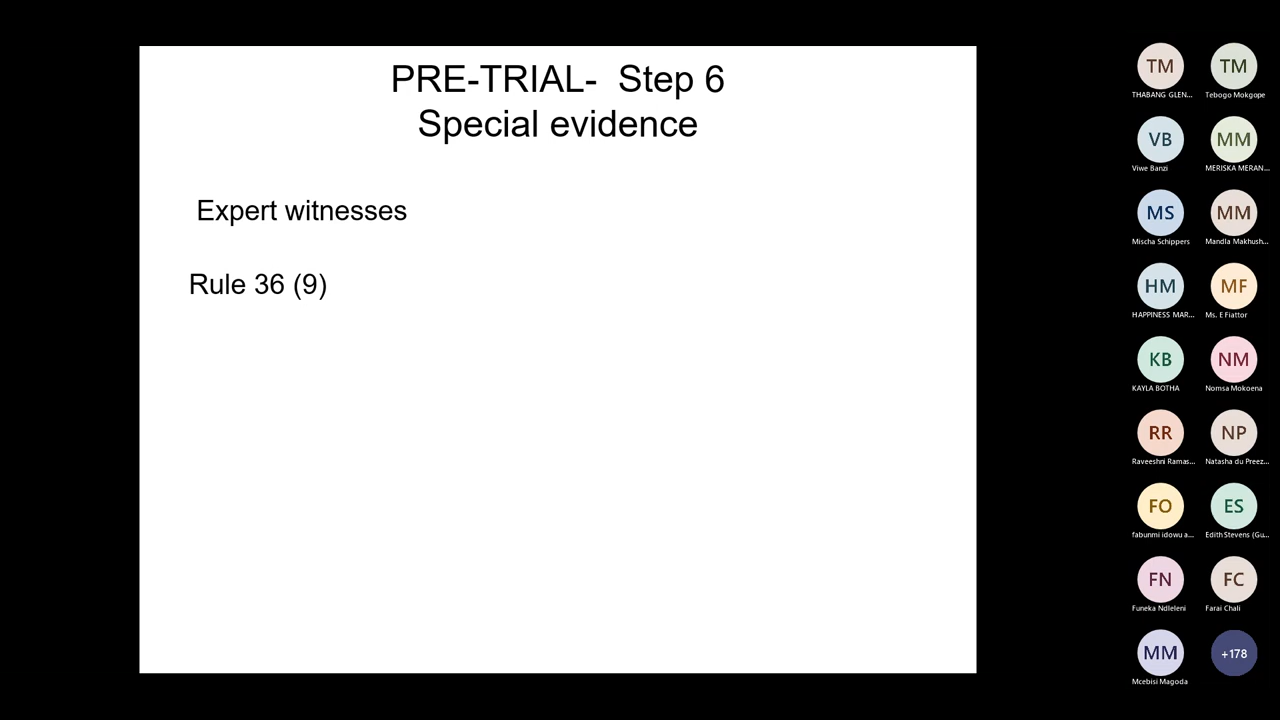 PRE-TRIAL- Step 6
Special evidence
Expert witnesses
Rule 36 (9)
TM
THABANG GLEN...
TM
Tebogo Mokgope
VB
Viwe Banzi
MM
MERISKA MERAN...
MS
Mischa Schippers
MM
Mandla Makhush...
HM
HAPPINESS MAR...
MF
Ms. E Fiattor
KB
KAYLA BOTHA
NM
Nomsa Mokoena
RR
Raveeshni Ramas...
NP
Natasha du Preez...
FO
fabunmi idowu a...
ES
Edith Stevens (Gu...
FN
Funeka Ndleleni
FC
Farai Chali
MM
Mcebisi Magoda
+178